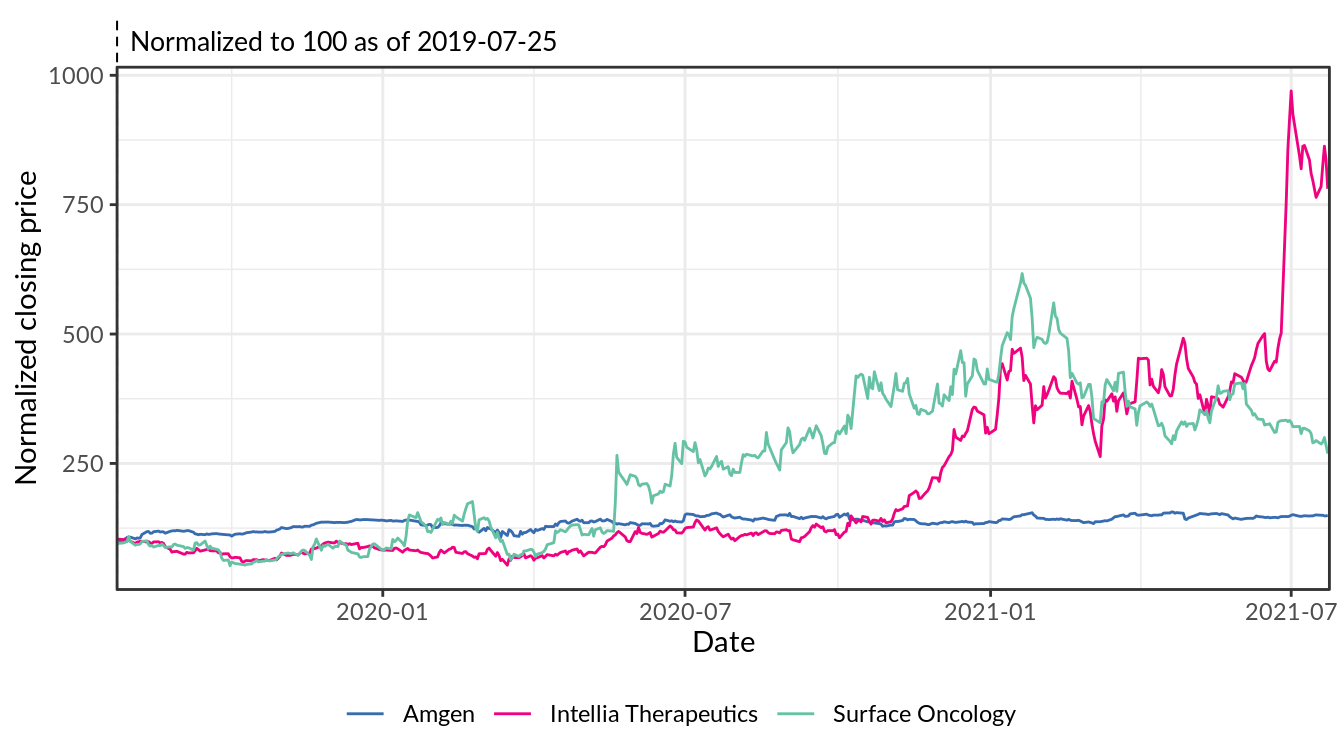 Normalized to 100 as of 2019-07-25
1000
750
500
250
Normalized closing price
2020-01
2020-07
2021-01
2021-07
Date
Amgen
Intellia Therapeutics
Surface Oncology